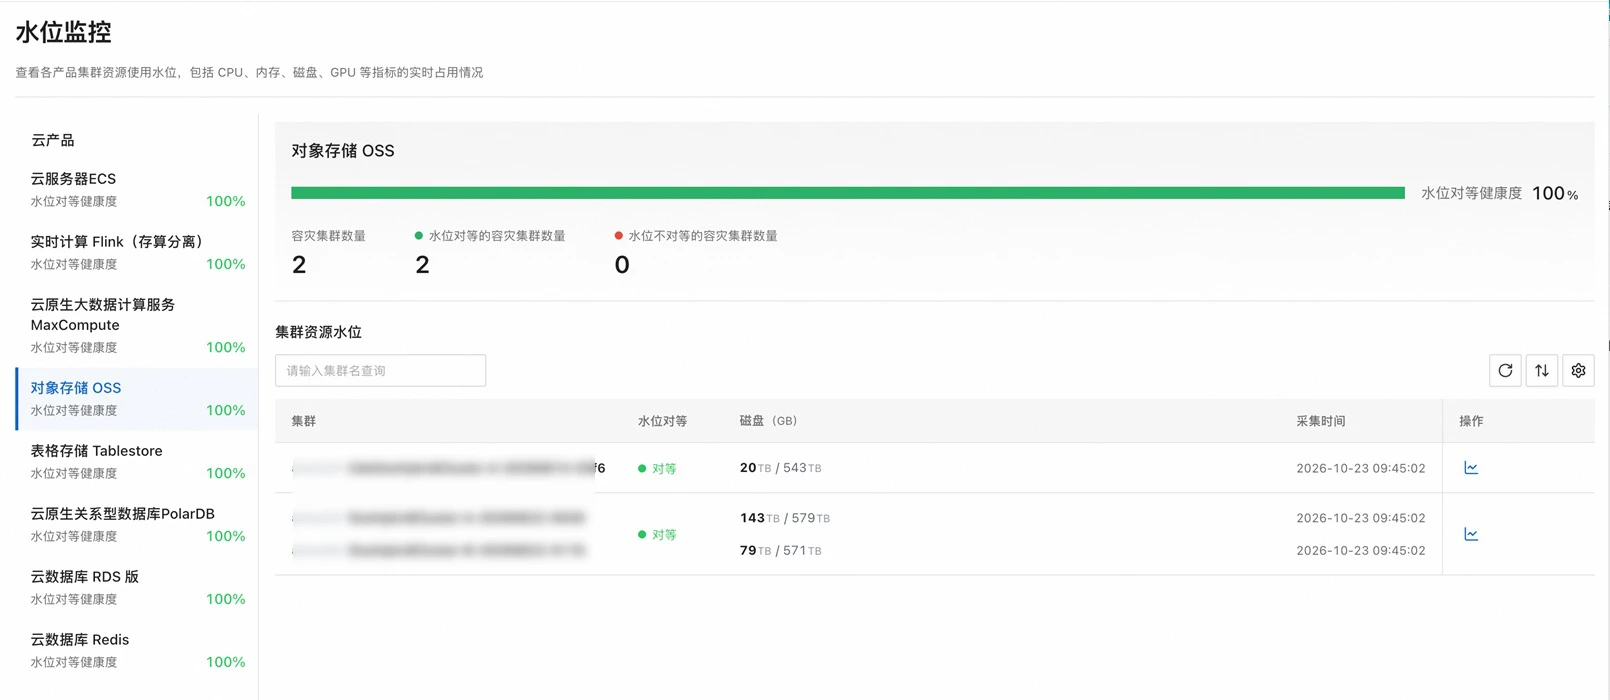 水位监控
查看各产品集群资源使用水位，包括 CPU、内存、磁盘、GPU 等指标的实时占用情况
云产品
云服务器ECS
水位对等健康度 100%
实时计算 Flink（存算分离）
水位对等健康度 100%
云原生大数据计算服务
MaxCompute
水位对等健康度 100%
对象存储 OSS
水位对等健康度 100%
表格存储 Tablestore
水位对等健康度 100%
云原生关系型数据库PolarDB
水位对等健康度 100%
云数据库 RDS 版
水位对等健康度 100%
云数据库 Redis
水位对等健康度 100%
对象存储 OSS
水位对等健康度 100%
容灾集群数量 水位对等的容灾集群数量 水位不对等的容灾集群数量
2 2 0
集群资源水位
请输入集群名查询
集群 水位对等 磁盘（GB） 采集时间 操作
f6 对等 20TB / 543TB 2026-10-23 09:45:02
143TB / 579TB 2026-10-23 09:45:02
对等
79TB / 571TB 2026-10-23 09:45:02